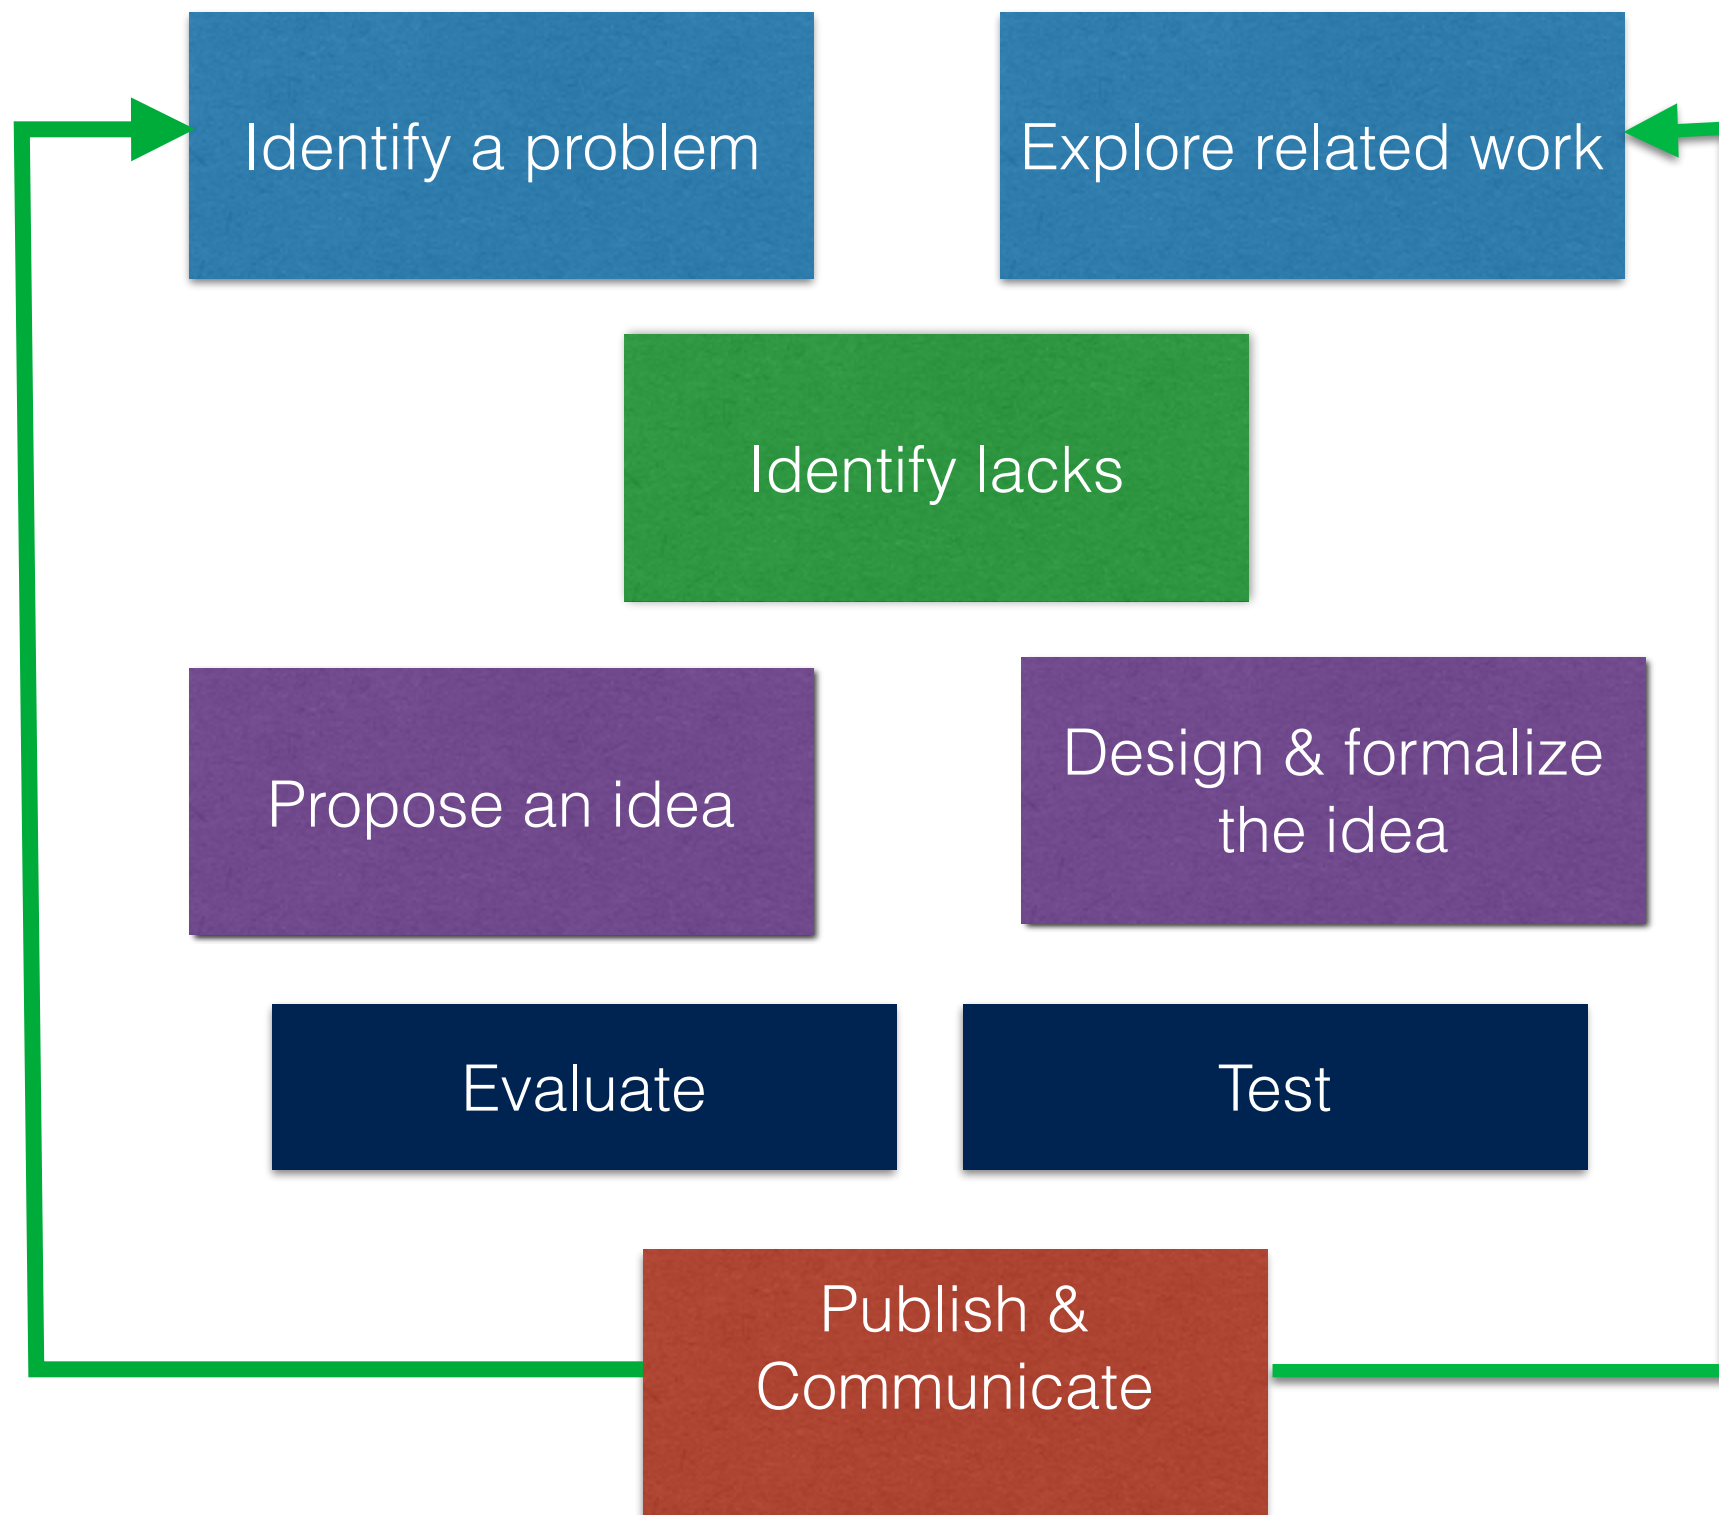 Identify a problem
Explore related work
Identify lacks
Propose an idea
Design & formalize
the idea
Evaluate
Test
Publish &
Communicate